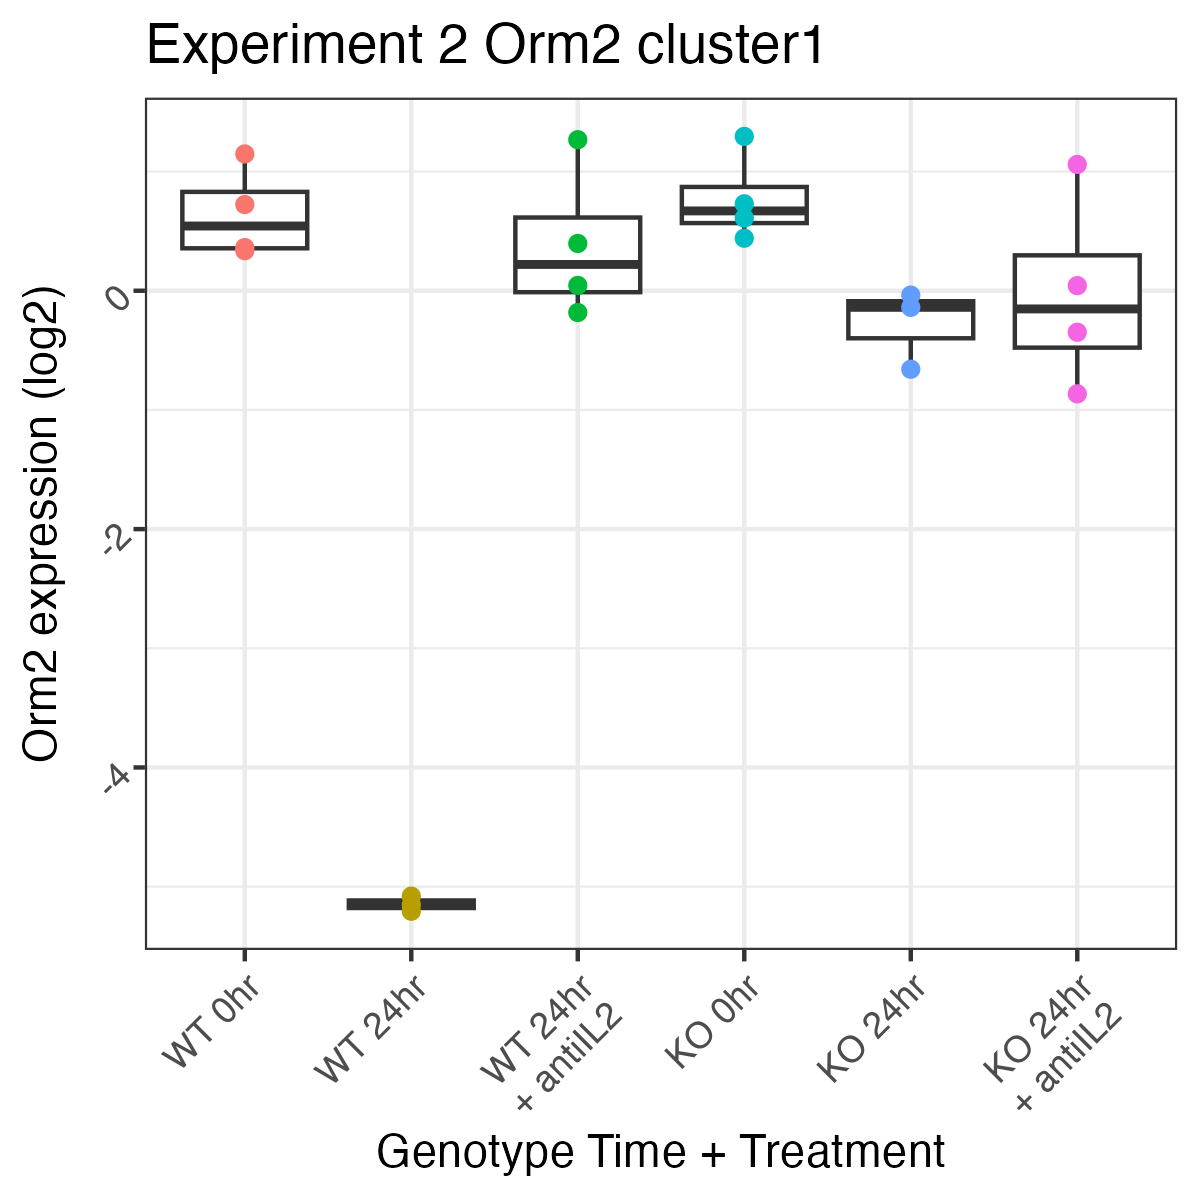 Experiment 2 Orm2 cluster1
Orm2 expression (log2)
0
-2
-4
WT 0hr
WT 24hr
WT 24hr
+ antiIL2
KO 0hr
KO 24hr
KO 24hr
+ antiIL2
Genotype Time + Treatment